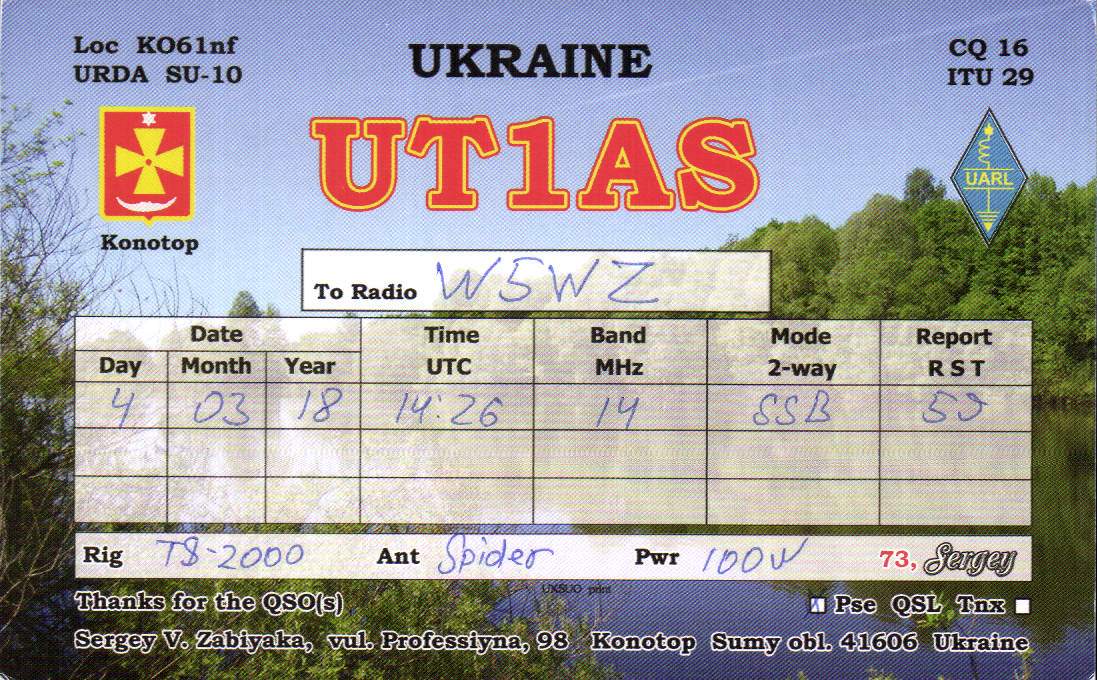 Loc KO61nf
URDA SU-10
UKRAINE
CQ 16
ITU 29
UT1AS
UARL
Konotop
To Radio W5WZ
Date Time Band Mode Report
Day Month Year UTC MHz 2-way RST
4 03 18 14:26 14 SSB 59
Rig TS-2000 Ant Spider Pwr 100W 73, Sergey
UX5UO print
Thanks for the QSO(s) Pse QSL Tnx
Sergey V. Zabiyaka, vul. Professiyna, 98 Konotop Sumy obl. 41606 Ukraine